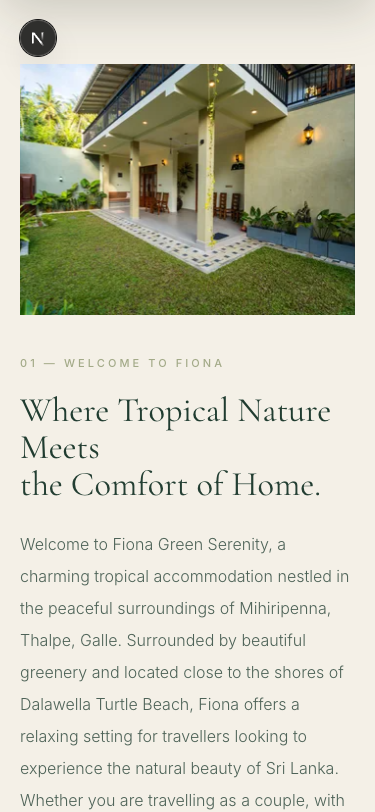 N
01 — WELCOME TO FIONA
Where Tropical Nature
Meets
the Comfort of Home.
Welcome to Fiona Green Serenity, a
charming tropical accommodation nestled in
the peaceful surroundings of Mihiripenna,
Thalpe, Galle. Surrounded by beautiful
greenery and located close to the shores of
Dalawella Turtle Beach, Fiona offers a
relaxing setting for travellers looking to
experience the natural beauty of Sri Lanka.
Whether you are travelling as a couple, with